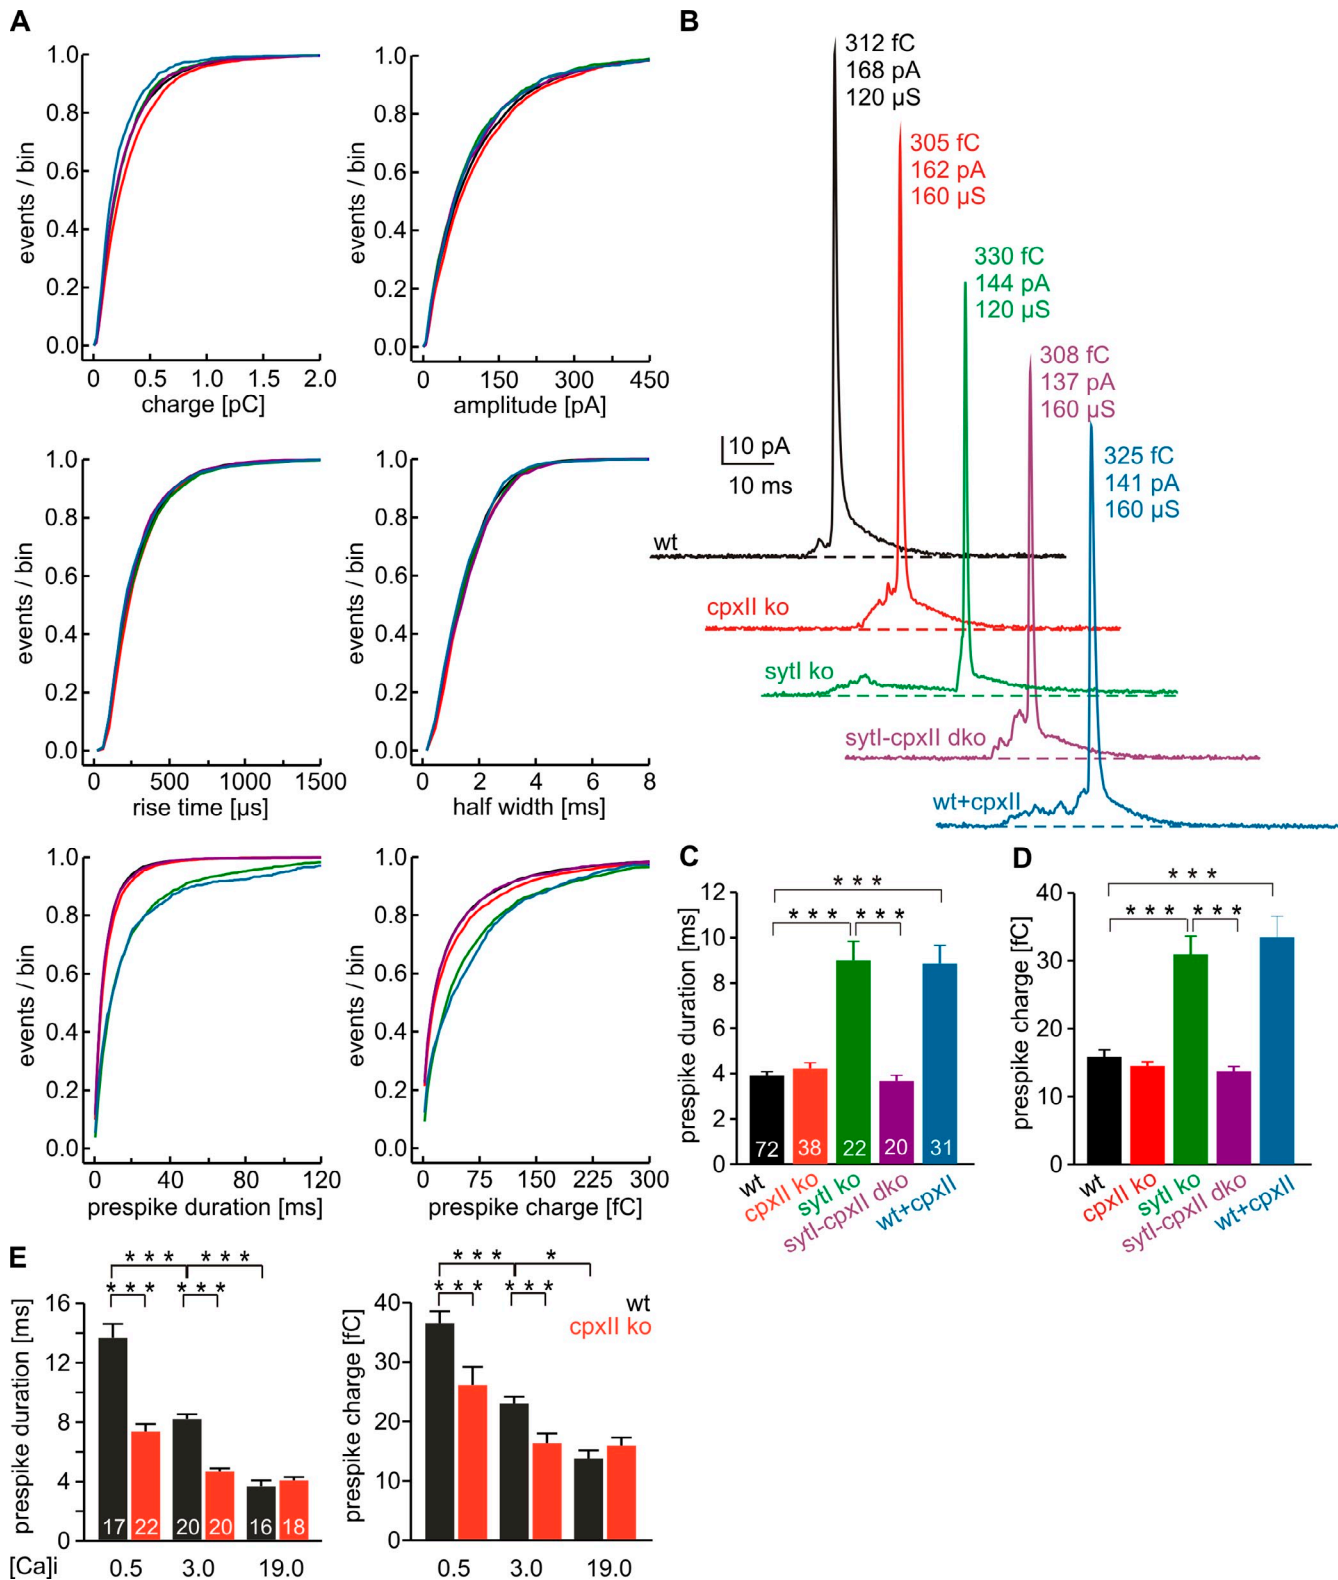 A
1.0
0.8
0.6
0.4
0.2
0.0
events / bin
0 0.5 1.0 1.5 2.0
charge [pC]
1.0
0.8
0.6
0.4
0.2
0.0
events / bin
0 150 300 450
amplitude [pA]
1.0
0.8
0.6
0.4
0.2
0.0
events / bin
0 500 1000 1500
rise time [µs]
1.0
0.8
0.6
0.4
0.2
0.0
events / bin
0 2 4 6 8
half width [ms]
1.0
0.8
0.6
0.4
0.2
0.0
events / bin
0 40 80 120
prespike duration [ms]
1.0
0.8
0.6
0.4
0.2
0.0
events / bin
0 75 150 225 300
prespike charge [fC]
B
312 fC
168 pA
120 µS
305 fC
162 pA
160 µS
330 fC
144 pA
120 µS
308 fC
137 pA
160 µS
325 fC
141 pA
160 µS
10 pA
10 ms
wt
cpxII ko
sytI ko
sytI-cpxII dko
wt+cpxII
C
12
10
8
6
4
2
0
prespike duration [ms]
* * *
* * * * * *
72 38 22 20 31
wt
cpxII ko
sytI ko
sytI-cpxII dko
wt+cpxII
D
40
30
20
10
0
prespike charge [fC]
* * *
* * * * * *
wt
cpxII ko
sytI ko
sytI-cpxII dko
wt+cpxII
E
16
12
8
4
0
prespike duration [ms]
* * * * * *
* * * * * *
17 22 20 20 16 18
[Ca]i 0.5 3.0 19.0
40
30
20
10
0
prespike charge [fC]
* * * *
* * * * * *
wt
cpxII ko
0.5 3.0 19.0